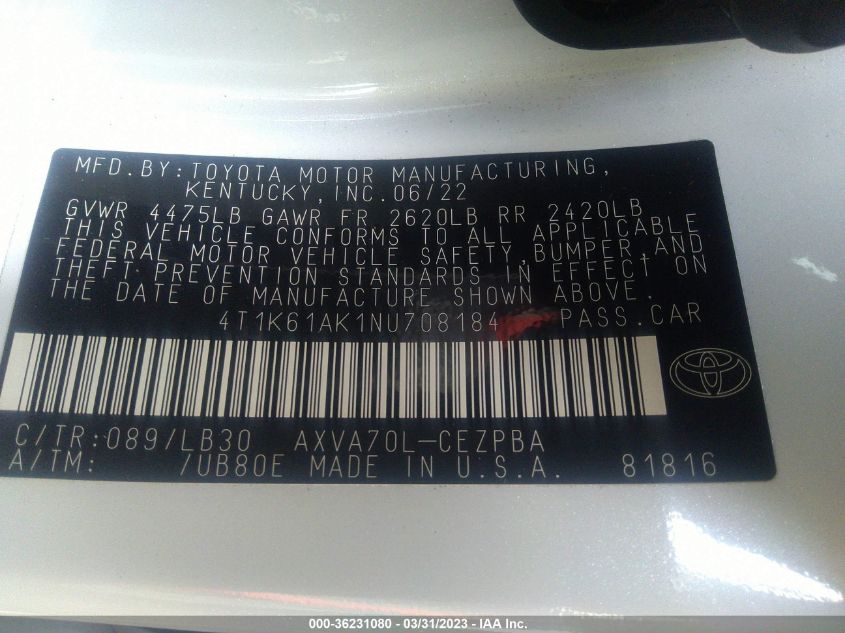 MFD.BY:TOYOTA MOTOR MANUFACTURING,
KENTUCKY,INC.06/22
GVWR 4475LB GAWR FR 2620LB RR 2420LB
THIS VEHICLE CONFORMS TO ALL APPLICABLE
FEDERAL MOTOR VEHICLE SAFETY,BUMPER,AND
THEFT PREVENTION STANDARDS IN EFFECT ON
THE DATE OF MANUFACTURE SHOWN ABOVE.
4T1K61AK1NU708184 PASS.CAR
C/TR:089/LB30 AXVA70L-CEZPBA
A/TM: /UB80E MADE IN U.S.A. 81816
000-36231080 - 03/31/2023 - IAA Inc.